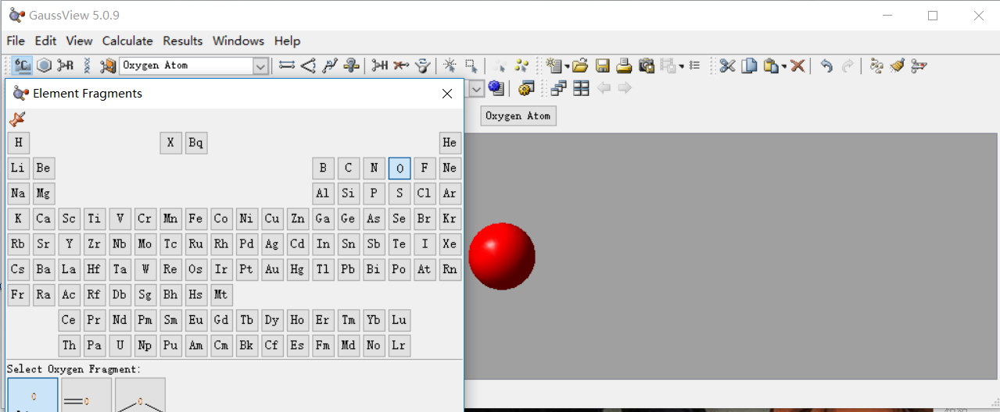 GaussView 5.0.9
File Edit View Calculate Results Windows Help
6C R Oxygen Atom H
Element Fragments
Oxygen Atom
H X Bq He
Li Be B C N O F Ne
Na Mg Al Si P S Cl Ar
K Ca Sc Ti V Cr Mn Fe Co Ni Cu Zn Ga Ge As Se Br Kr
Rb Sr Y Zr Nb Mo Tc Ru Rh Pd Ag Cd In Sn Sb Te I Xe
Cs Ba La Hf Ta W Re Os Ir Pt Au Hg Tl Pb Bi Po At Rn
Fr Ra Ac Rf Db Sg Bh Hs Mt
Ce Pr Nd Pm Sm Eu Gd Tb Dy Ho Er Tm Yb Lu
Th Pa U Np Pu Am Cm Bk Cf Es Fm Md No Lr
Select Oxygen Fragment:
O O O